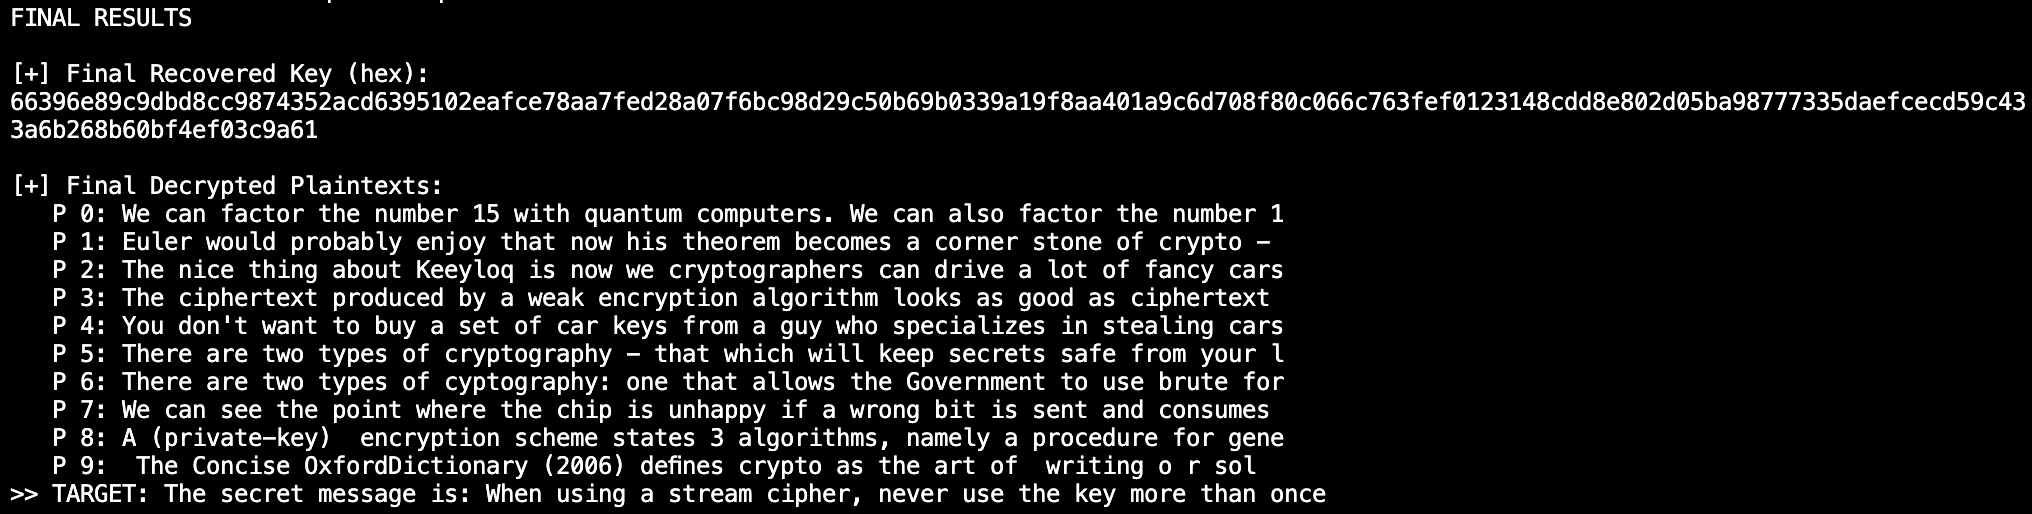 FINAL RESULTS
[+] Final Recovered Key (hex):
66396e89c9dbd8cc9874352acd6395102eafce78aa7fed28a07f6bc98d29c50b69b0339a19f8aa401a9c6d708f80c066c763fef0123148cdd8e802d05ba98777335daefcecd59c43
3a6b268b60bf4ef03c9a61
[+] Final Decrypted Plaintexts:
P 0: We can factor the number 15 with quantum computers. We can also factor the number 1
P 1: Euler would probably enjoy that now his theorem becomes a corner stone of crypto -
P 2: The nice thing about Keeyloq is now we cryptographers can drive a lot of fancy cars
P 3: The ciphertext produced by a weak encryption algorithm looks as good as ciphertext
P 4: You don't want to buy a set of car keys from a guy who specializes in stealing cars
P 5: There are two types of cryptography - that which will keep secrets safe from your l
P 6: There are two types of cyptography: one that allows the Government to use brute for
P 7: We can see the point where the chip is unhappy if a wrong bit is sent and consumes
P 8: A (private-key)  encryption scheme states 3 algorithms, namely a procedure for gene
P 9:  The Concise OxfordDictionary (2006) defines crypto as the art of  writing o r sol
>> TARGET: The secret message is: When using a stream cipher, never use the key more than once